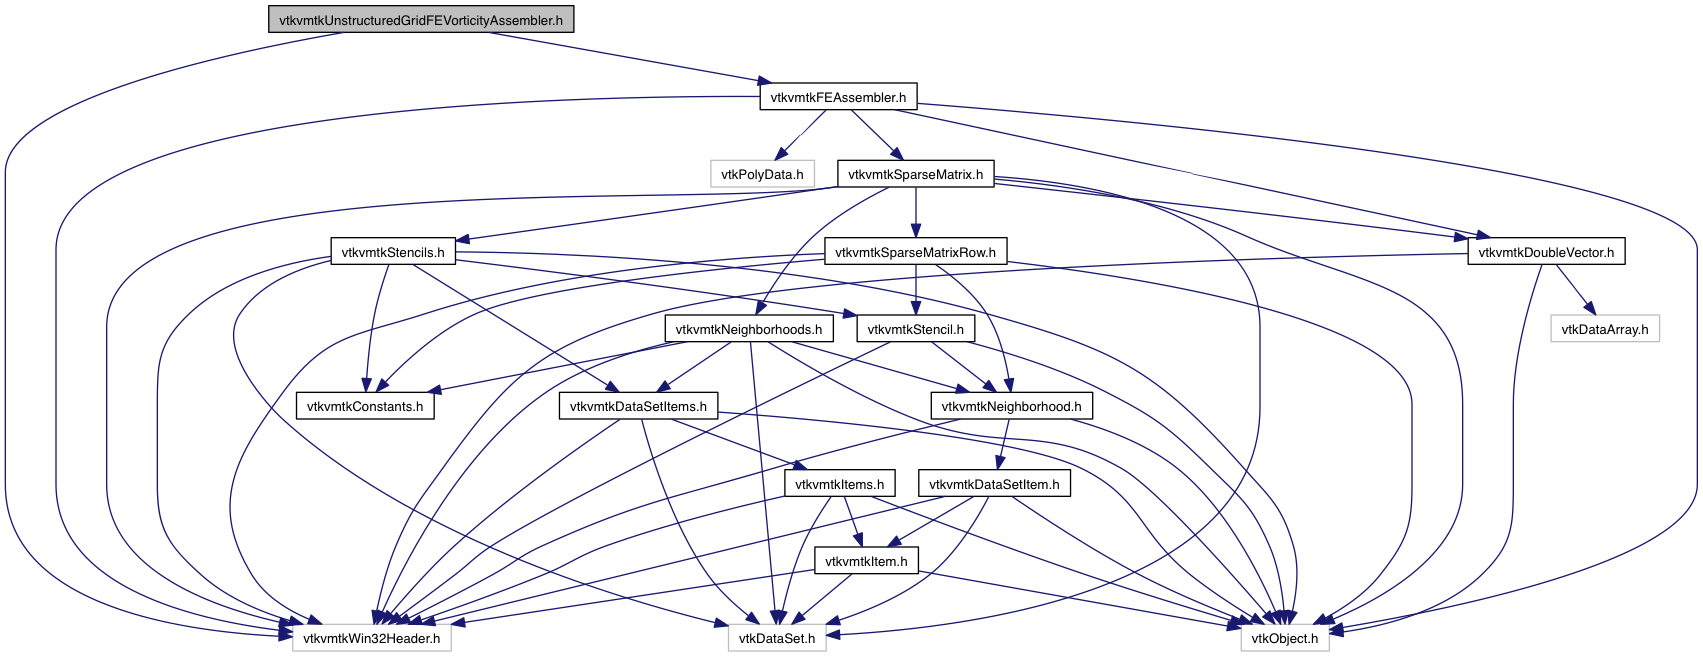 vtkvmtkUnstructuredGridFEVorticityAssembler.h
vtkvmtkFEAssembler.h
vtkPolyData.h
vtkvmtkSparseMatrix.h
vtkvmtkStencils.h
vtkvmtkSparseMatrixRow.h
vtkvmtkDoubleVector.h
vtkvmtkNeighborhoods.h
vtkvmtkStencil.h
vtkDataArray.h
vtkvmtkConstants.h
vtkvmtkDataSetItems.h
vtkvmtkNeighborhood.h
vtkvmtkItems.h
vtkvmtkDataSetItem.h
vtkvmtkItem.h
vtkvmtkWin32Header.h
vtkDataSet.h
vtkObject.h